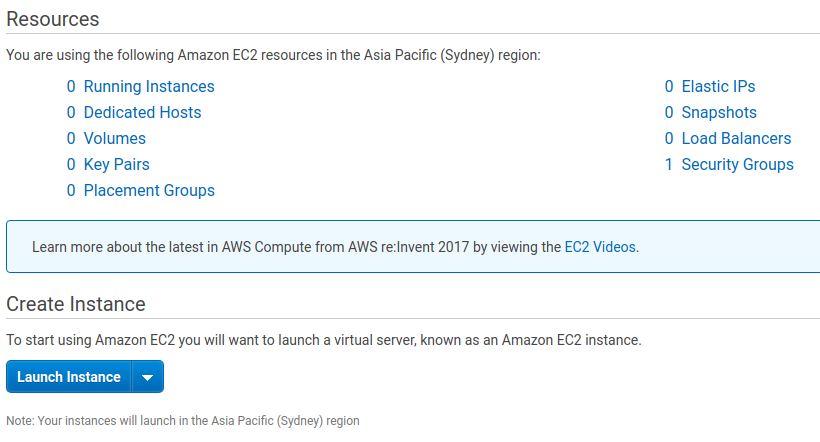 Resources
You are using the following Amazon EC2 resources in the Asia Pacific (Sydney) region:
0 Running Instances
0 Dedicated Hosts
0 Volumes
0 Key Pairs
0 Placement Groups
0 Elastic IPs
0 Snapshots
0 Load Balancers
1 Security Groups
Learn more about the latest in AWS Compute from AWS re:Invent 2017 by viewing the EC2 Videos.
Create Instance
To start using Amazon EC2 you will want to launch a virtual server, known as an Amazon EC2 instance.
Launch Instance
Note: Your instances will launch in the Asia Pacific (Sydney) region